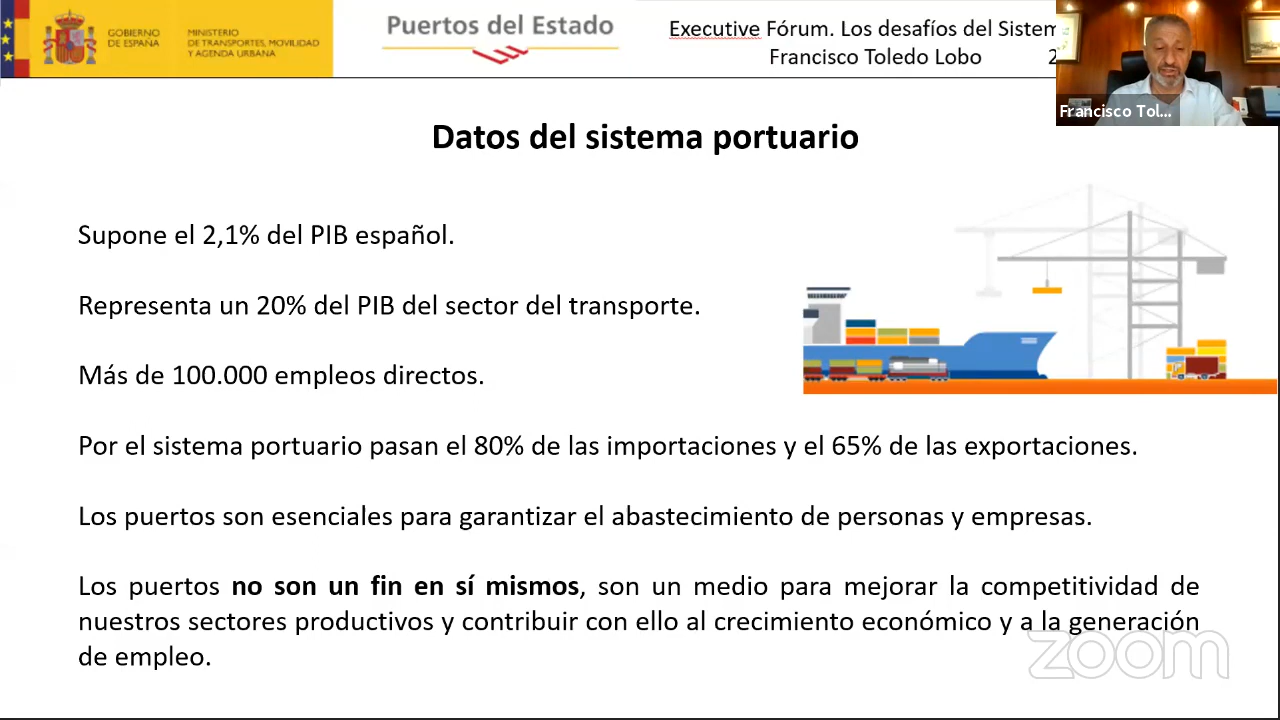 GOBIERNO
DE ESPAÑA
MINISTERIO
DE TRANSPORTES, MOVILIDAD
Y AGENDA URBANA
Puertos del Estado
Executive Fórum. Los desafíos del Sistem
Francisco Toledo Lobo 2
Francisco Tol...
Datos del sistema portuario
Supone el 2,1% del PIB español.
Representa un 20% del PIB del sector del transporte.
Más de 100.000 empleos directos.
Por el sistema portuario pasan el 80% de las importaciones y el 65% de las exportaciones.
Los puertos son esenciales para garantizar el abastecimiento de personas y empresas.
Los puertos no son un fin en sí mismos, son un medio para mejorar la competitividad de
nuestros sectores productivos y contribuir con ello al crecimiento económico y a la generación
de empleo.
zoom